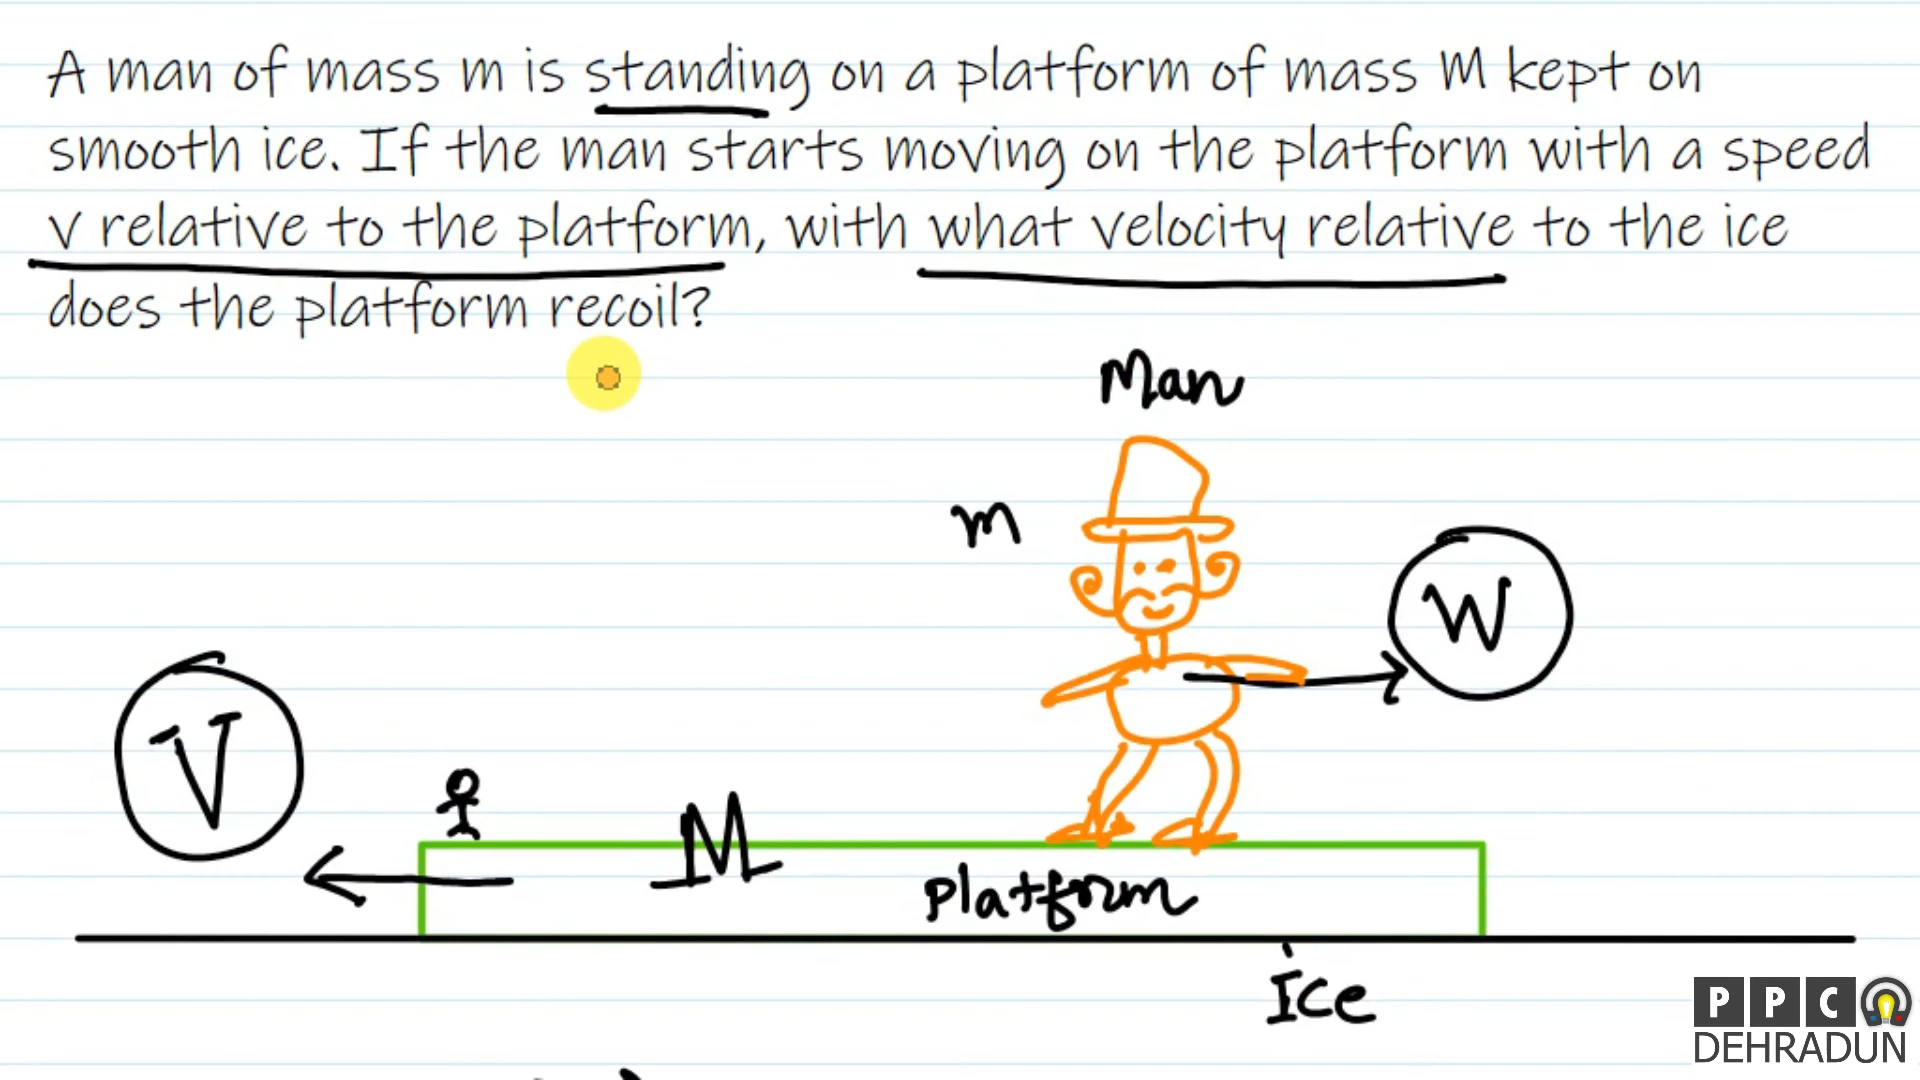 A man of mass m is standing on a platform of mass M kept on
smooth ice. If the man starts moving on the platform with a speed
v relative to the platform, with what velocity relative to the ice
does the platform recoil?
Man
m
W
V
M
Platform
Ice
PPC
DEHRADUN